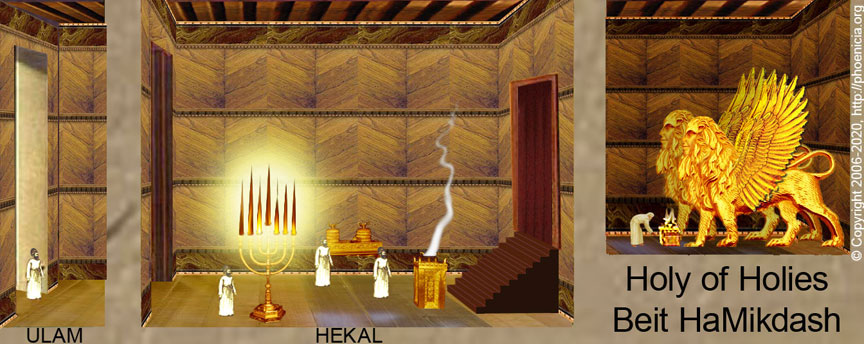 ULAM
HEKAL
Holy of Holies
Beit HaMikdash
© Copyright 2006-2020, http://phoenicia.org